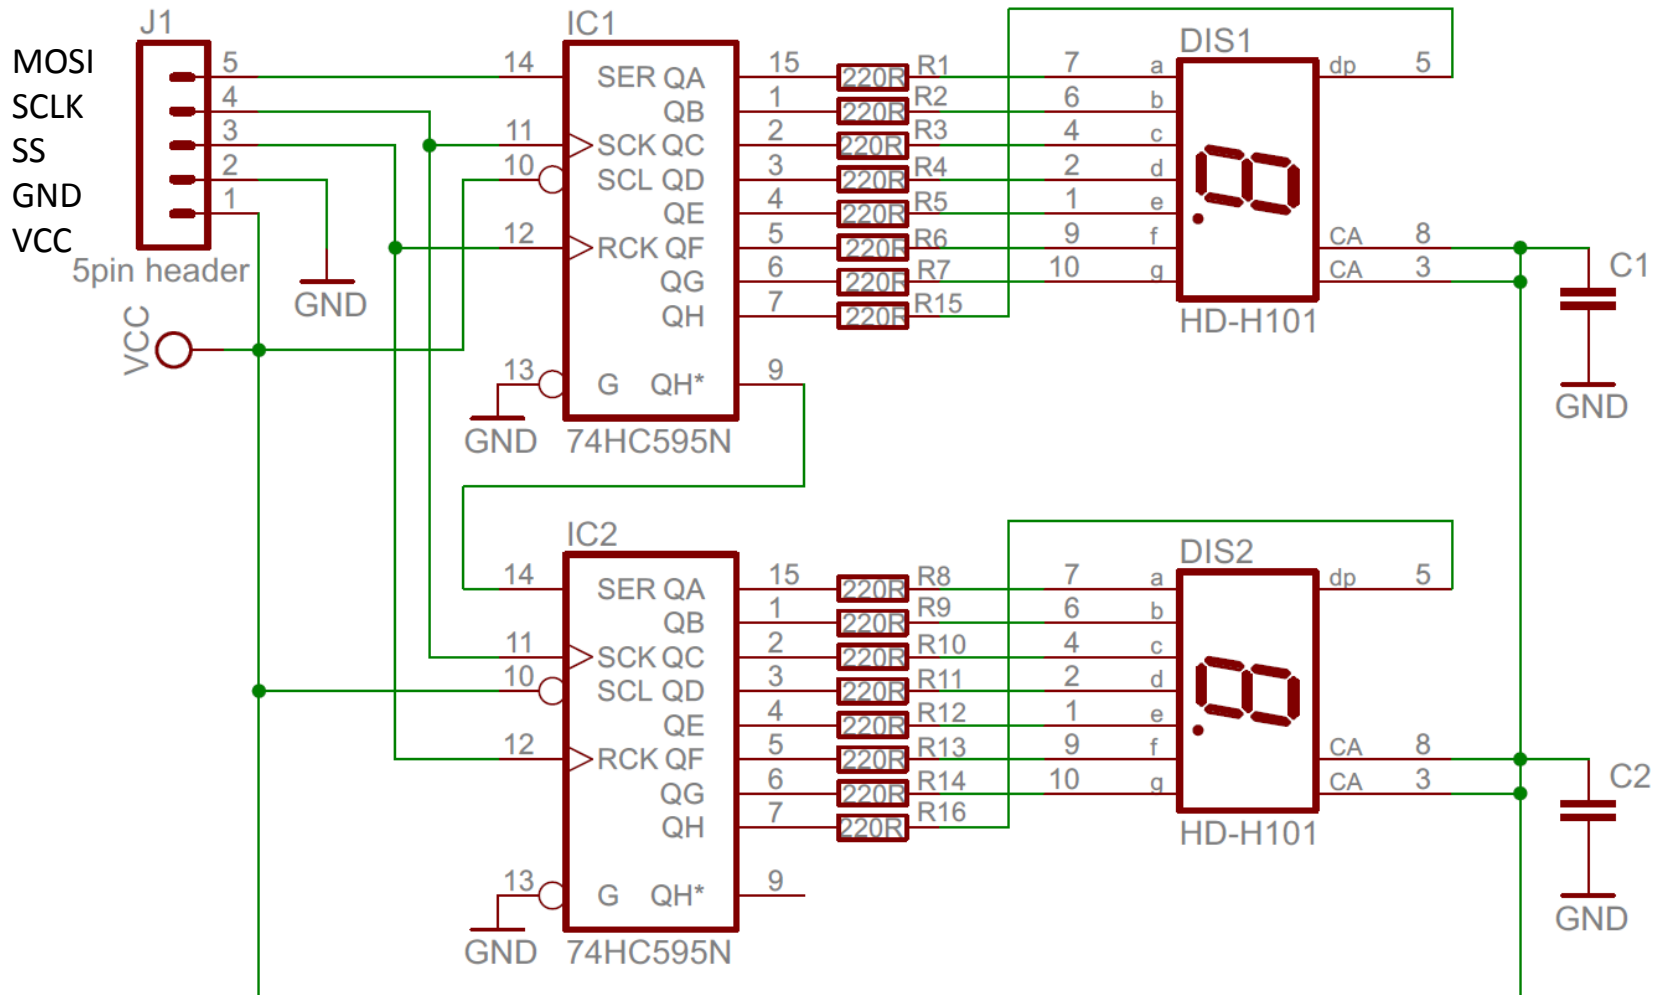 J1
MOSI
SCLK
SS
GND
VCC
5
4
3
2
1
5pin header
GND
VCC
IC1
14
11
10
12
13
GND
SER QA
QB
SCK QC
SCL QD
QE
RCK QF
QG
QH
G QH*
74HC595N
15
1
2
3
4
5
6
7
9
220R R1
220R R2
220R R3
220R R4
220R R5
220R R6
220R R7
220R R15
7
6
4
2
1
9
10
DIS1
a
b
c
d
e
f
g
dp 5
CA 8
CA 3
HD-H101
C1
GND
IC2
14
11
10
12
13
GND
SER QA
QB
SCK QC
SCL QD
QE
RCK QF
QG
QH
G QH*
74HC595N
15
1
2
3
4
5
6
7
9
220R R8
220R R9
220R R10
220R R11
220R R12
220R R13
220R R14
220R R16
7
6
4
2
1
9
10
DIS2
a
b
c
d
e
f
g
dp 5
CA 8
CA 3
HD-H101
C2
GND